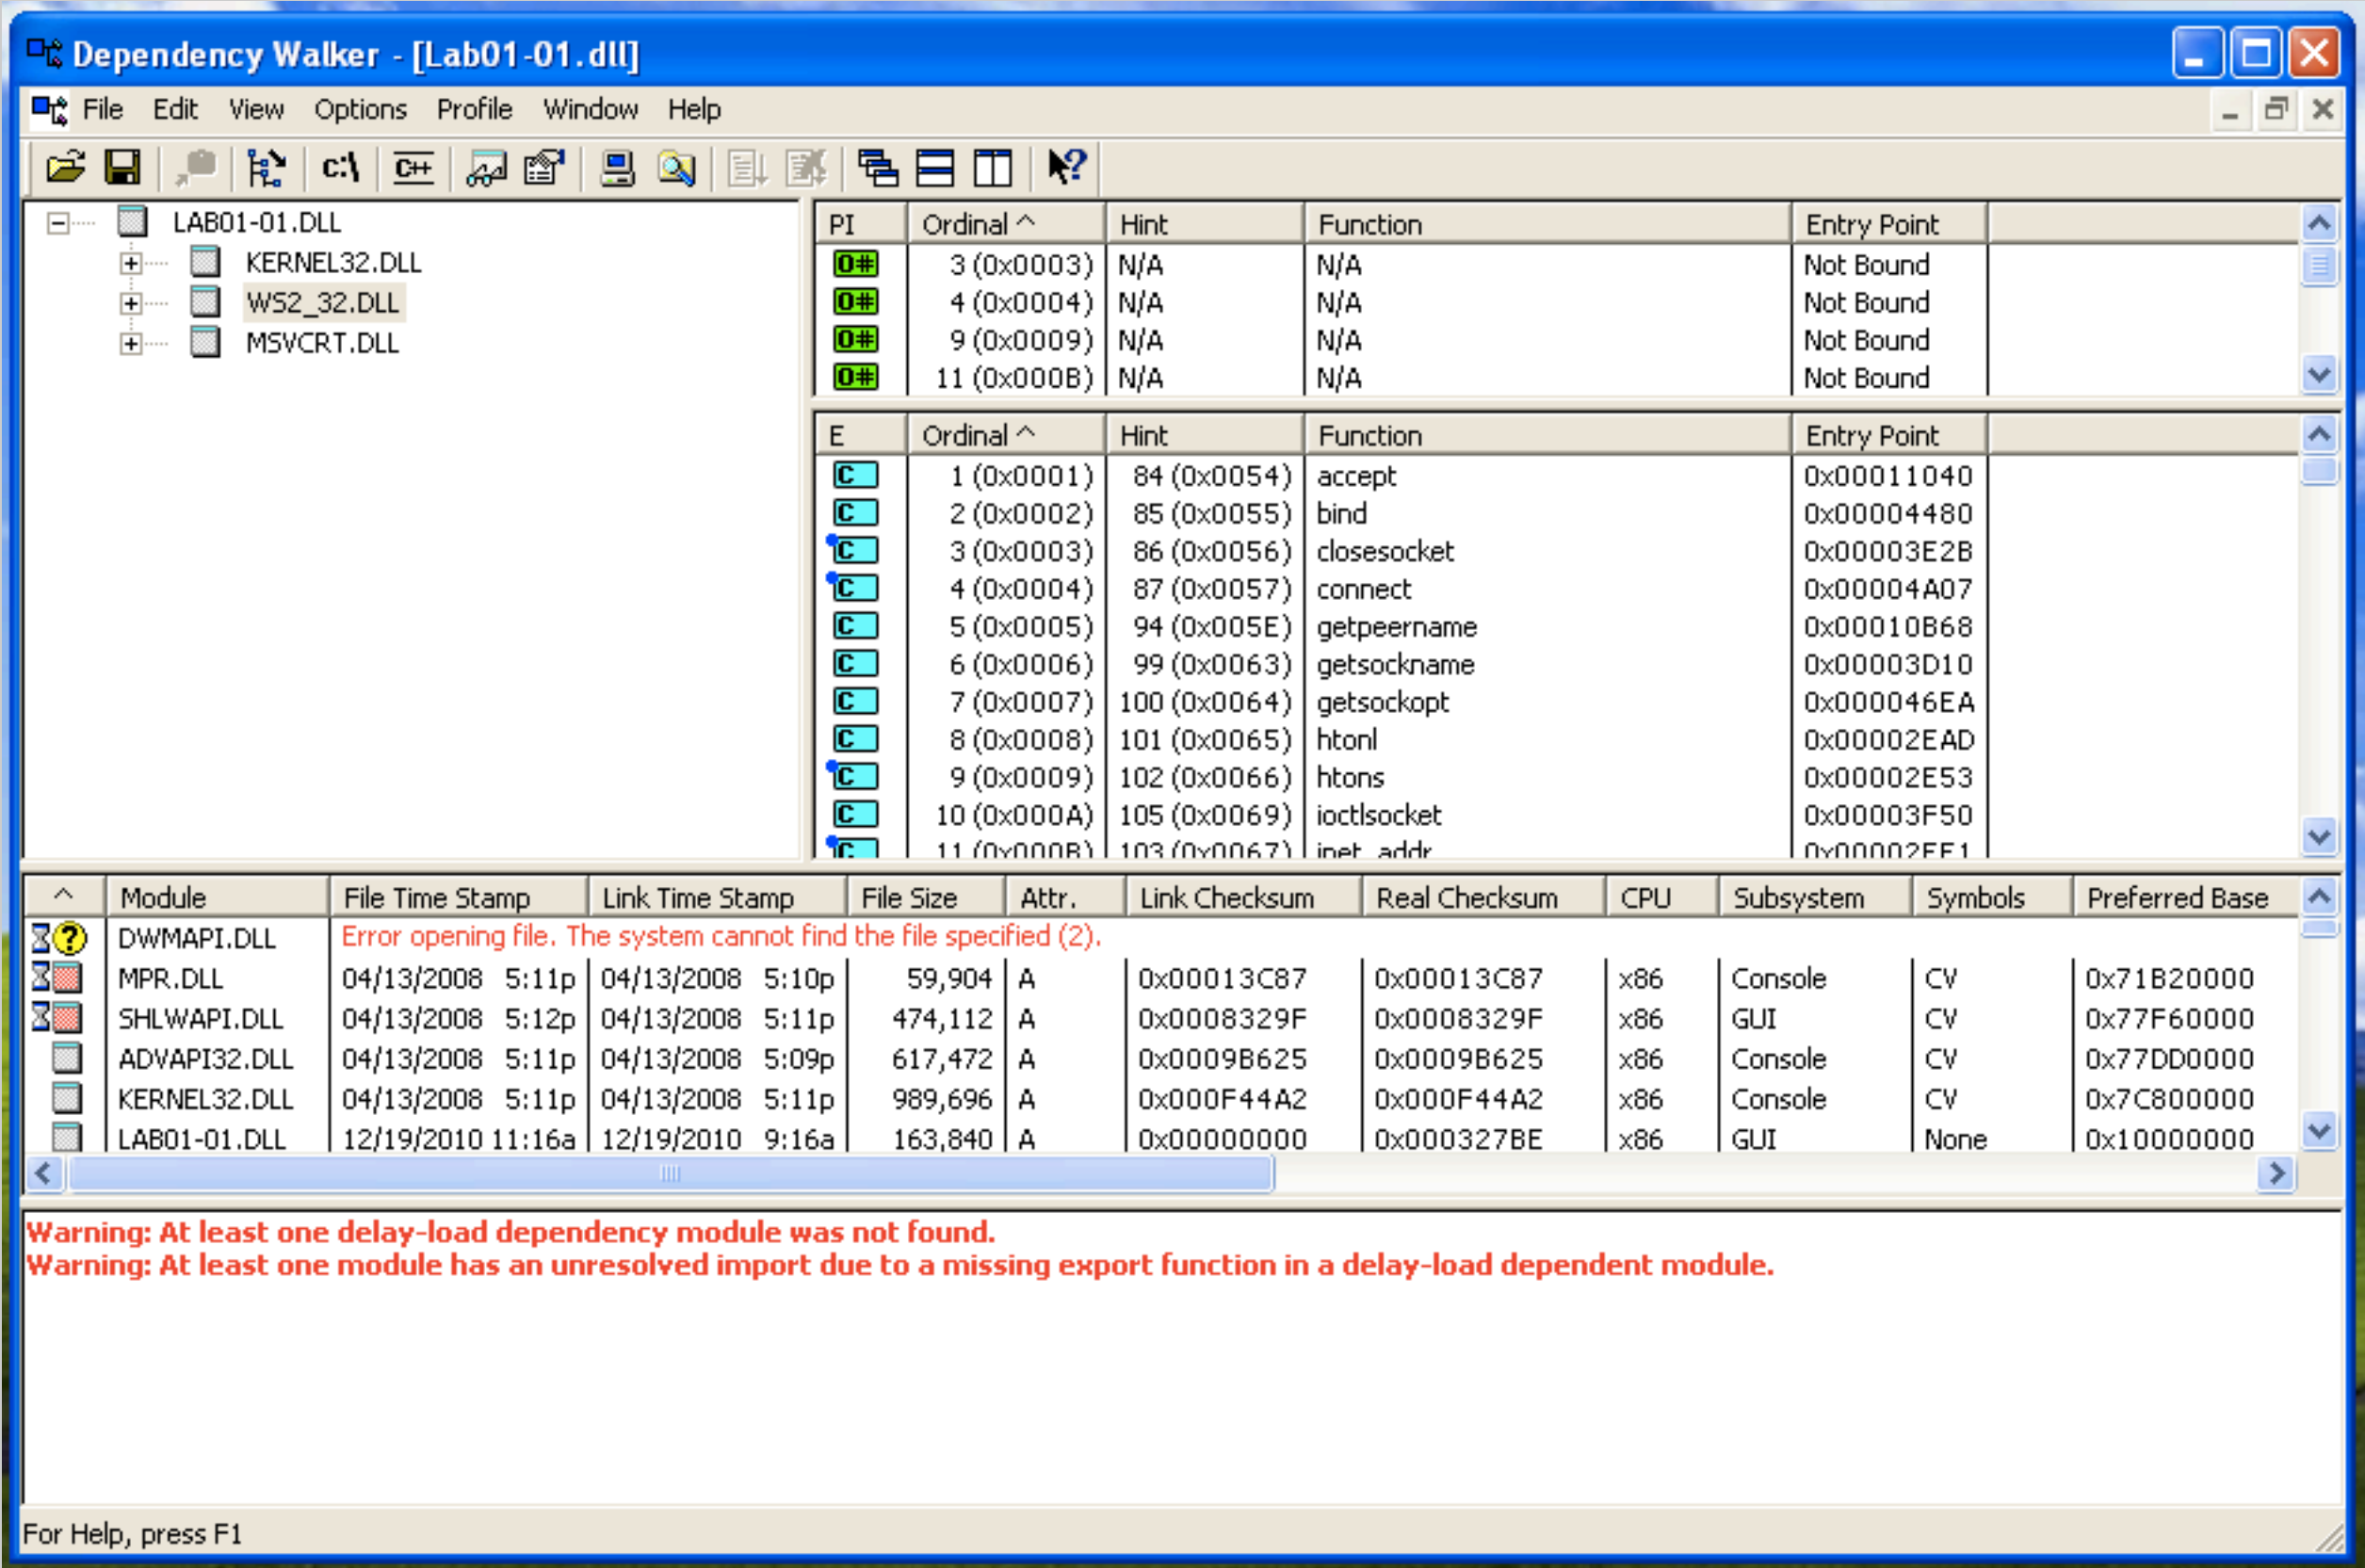 Dependency Walker - [Lab01-01.dll]
File Edit View Options Profile Window Help
c:\ C++
LAB01-01.DLL
KERNEL32.DLL
WS2_32.DLL
MSVCRT.DLL
PI Ordinal ^ Hint Function Entry Point
O# 3 (0x0003) N/A N/A Not Bound
O# 4 (0x0004) N/A N/A Not Bound
O# 9 (0x0009) N/A N/A Not Bound
O# 11 (0x000B) N/A N/A Not Bound
E Ordinal ^ Hint Function Entry Point
C 1 (0x0001) 84 (0x0054) accept 0x00011040
C 2 (0x0002) 85 (0x0055) bind 0x00004480
C 3 (0x0003) 86 (0x0056) closesocket 0x00003E2B
C 4 (0x0004) 87 (0x0057) connect 0x00004A07
C 5 (0x0005) 94 (0x005E) getpeername 0x00010B68
C 6 (0x0006) 99 (0x0063) getsockname 0x00003D10
C 7 (0x0007) 100 (0x0064) getsockopt 0x000046EA
C 8 (0x0008) 101 (0x0065) htonl 0x00002EAD
C 9 (0x0009) 102 (0x0066) htons 0x00002E53
C 10 (0x000A) 105 (0x0069) ioctlsocket 0x00003F50
C 11 (0x000B) 103 (0x0067) inet_addr 0x00002EE1
^ Module File Time Stamp Link Time Stamp File Size Attr. Link Checksum Real Checksum CPU Subsystem Symbols Preferred Base
DWMAPI.DLL Error opening file. The system cannot find the file specified (2).
MPR.DLL 04/13/2008 5:11p 04/13/2008 5:10p 59,904 A 0x00013C87 0x00013C87 x86 Console CV 0x71B20000
SHLWAPI.DLL 04/13/2008 5:12p 04/13/2008 5:11p 474,112 A 0x0008329F 0x0008329F x86 GUI CV 0x77F60000
ADVAPI32.DLL 04/13/2008 5:11p 04/13/2008 5:09p 617,472 A 0x0009B625 0x0009B625 x86 Console CV 0x77DD0000
KERNEL32.DLL 04/13/2008 5:11p 04/13/2008 5:11p 989,696 A 0x000F44A2 0x000F44A2 x86 Console CV 0x7C800000
LAB01-01.DLL 12/19/2010 11:16a 12/19/2010 9:16a 163,840 A 0x00000000 0x000327BE x86 GUI None 0x10000000
Warning: At least one delay-load dependency module was not found.
Warning: At least one module has an unresolved import due to a missing export function in a delay-load dependent module.
For Help, press F1